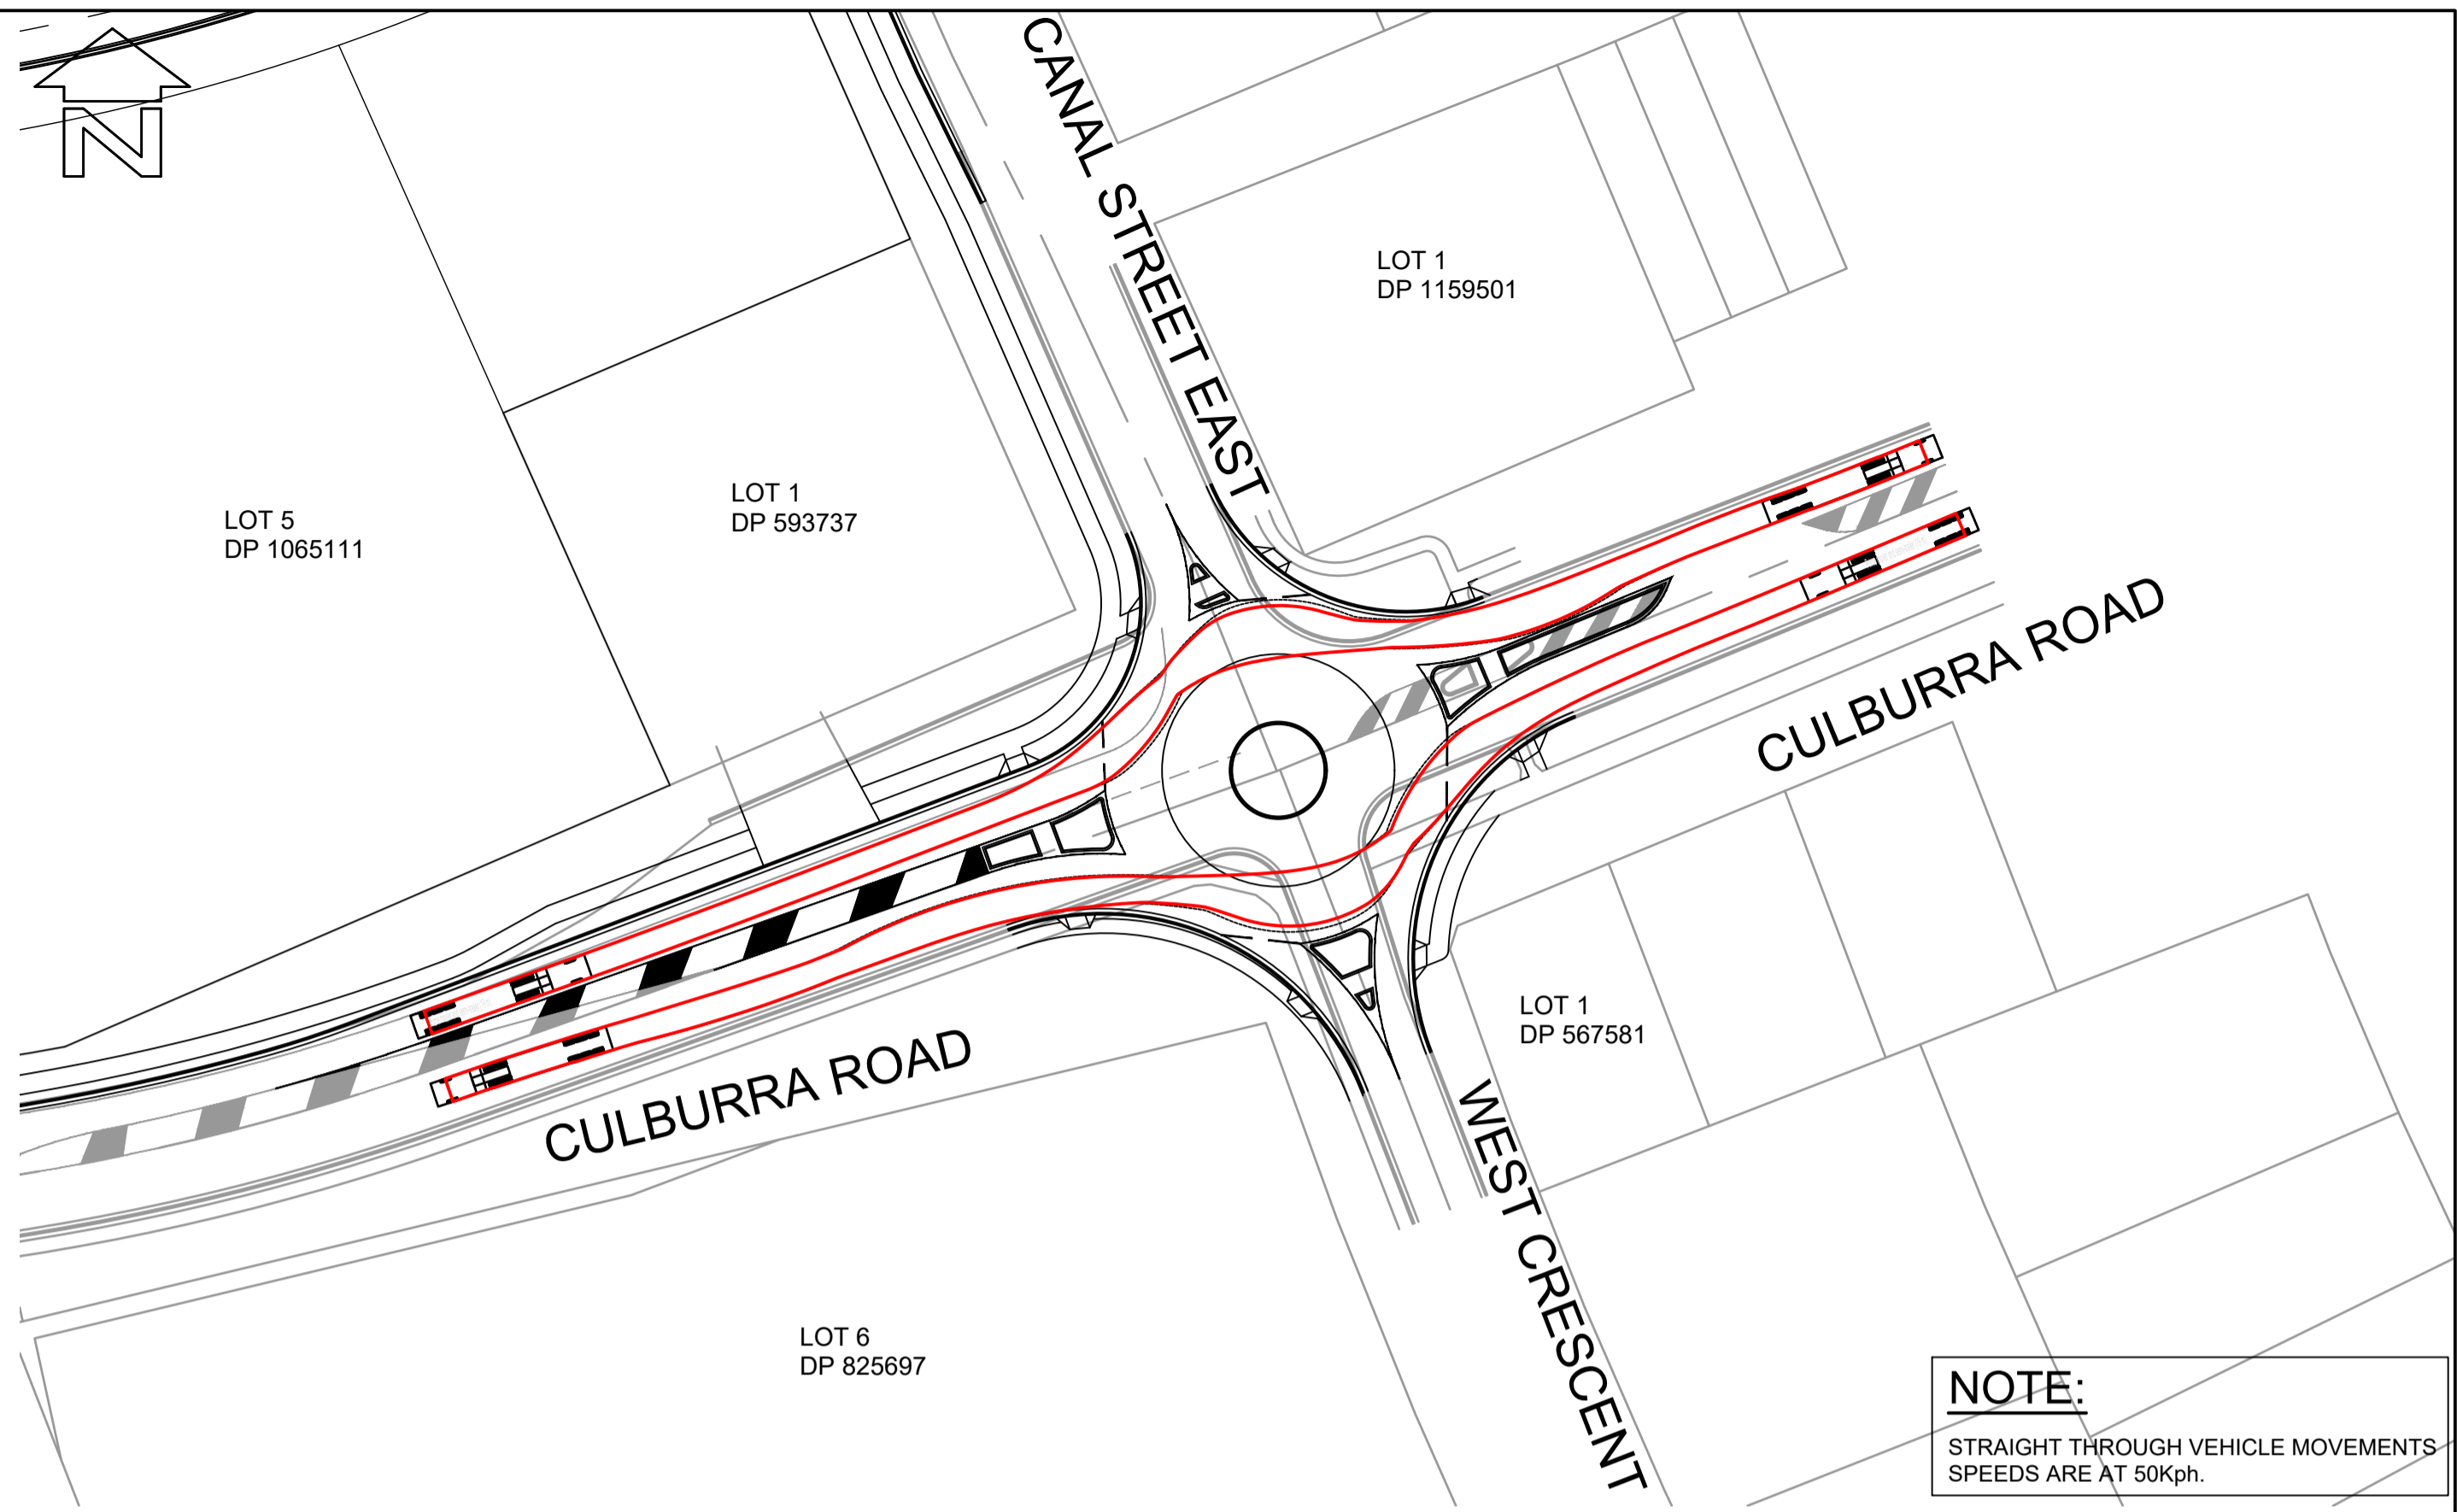 N
CANAL STREET EAST
LOT 1
DP 1159501
LOT 1
DP 593737
LOT 5
DP 1065111
CULBURRA ROAD
LOT 1
DP 567581
CULBURRA ROAD
WEST CRESCENT
LOT 6
DP 825697
NOTE:
STRAIGHT THROUGH VEHICLE MOVEMENTS
SPEEDS ARE AT 50Kph.